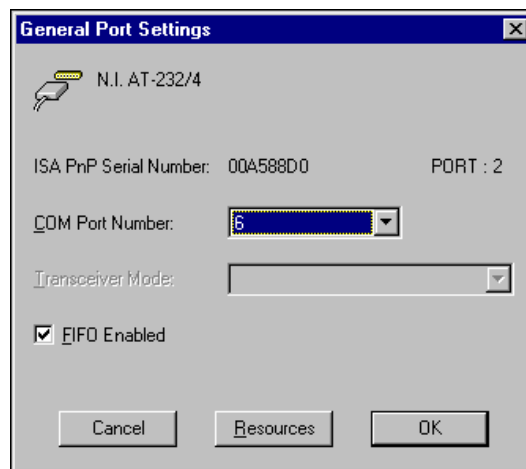 General Port Settings
N.I. AT-232/4
ISA PnP Serial Number: 00A588D0 PORT : 2
COM Port Number: 6
Transceiver Mode:
FIFO Enabled
Cancel Resources OK